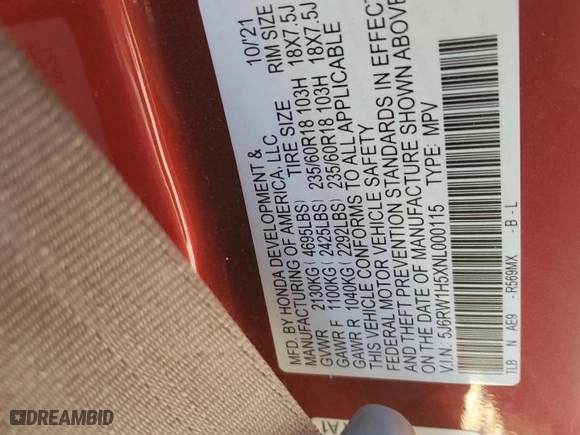 MFD. BY HONDA DEVELOPMENT & 10/'21
MANUFACTURING OF AMERICA, LLC
TIRE SIZE RIM SIZE
GVWR 2130KG( 4695LBS) 235/60R18 103H 18X7.5J
GAWR F 1100KG( 2425LBS) 235/60R18 103H 18X7.5J
GAWR R 1040KG( 2292LBS)
THIS VEHICLE CONFORMS TO ALL APPLICABLE
FEDERAL MOTOR VEHICLE SAFETY
AND THEFT PREVENTION STANDARDS IN EFFECT
ON THE DATE OF MANUFACTURE SHOWN ABOVE
V.I.N: 5J6RW1H5XNL000115 TYPE: MPV
TLB N AE9 - R569MX - B - L
DREAMBID